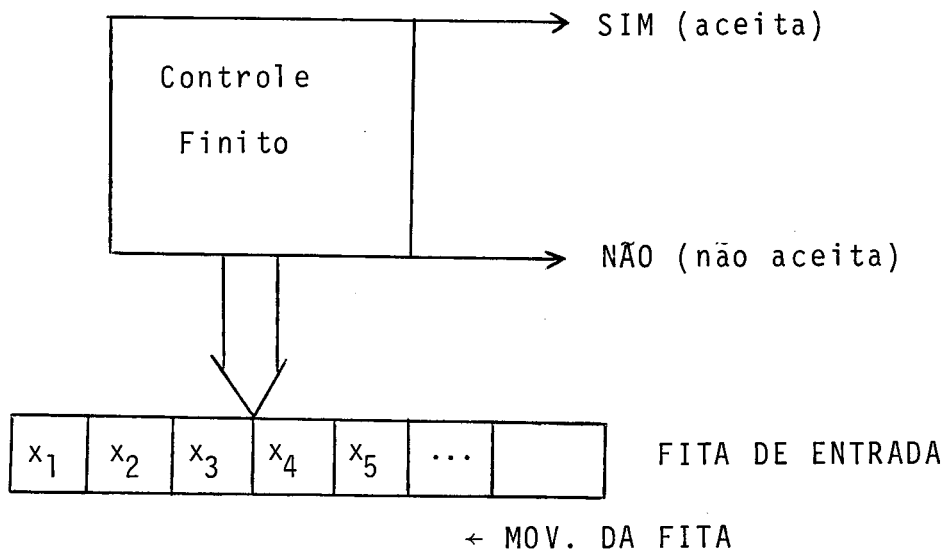 SIM (aceita)
Controle
Finito
NÃO (não aceita)
x1 x2 x3 x4 x5 ...
FITA DE ENTRADA
← MOV. DA FITA